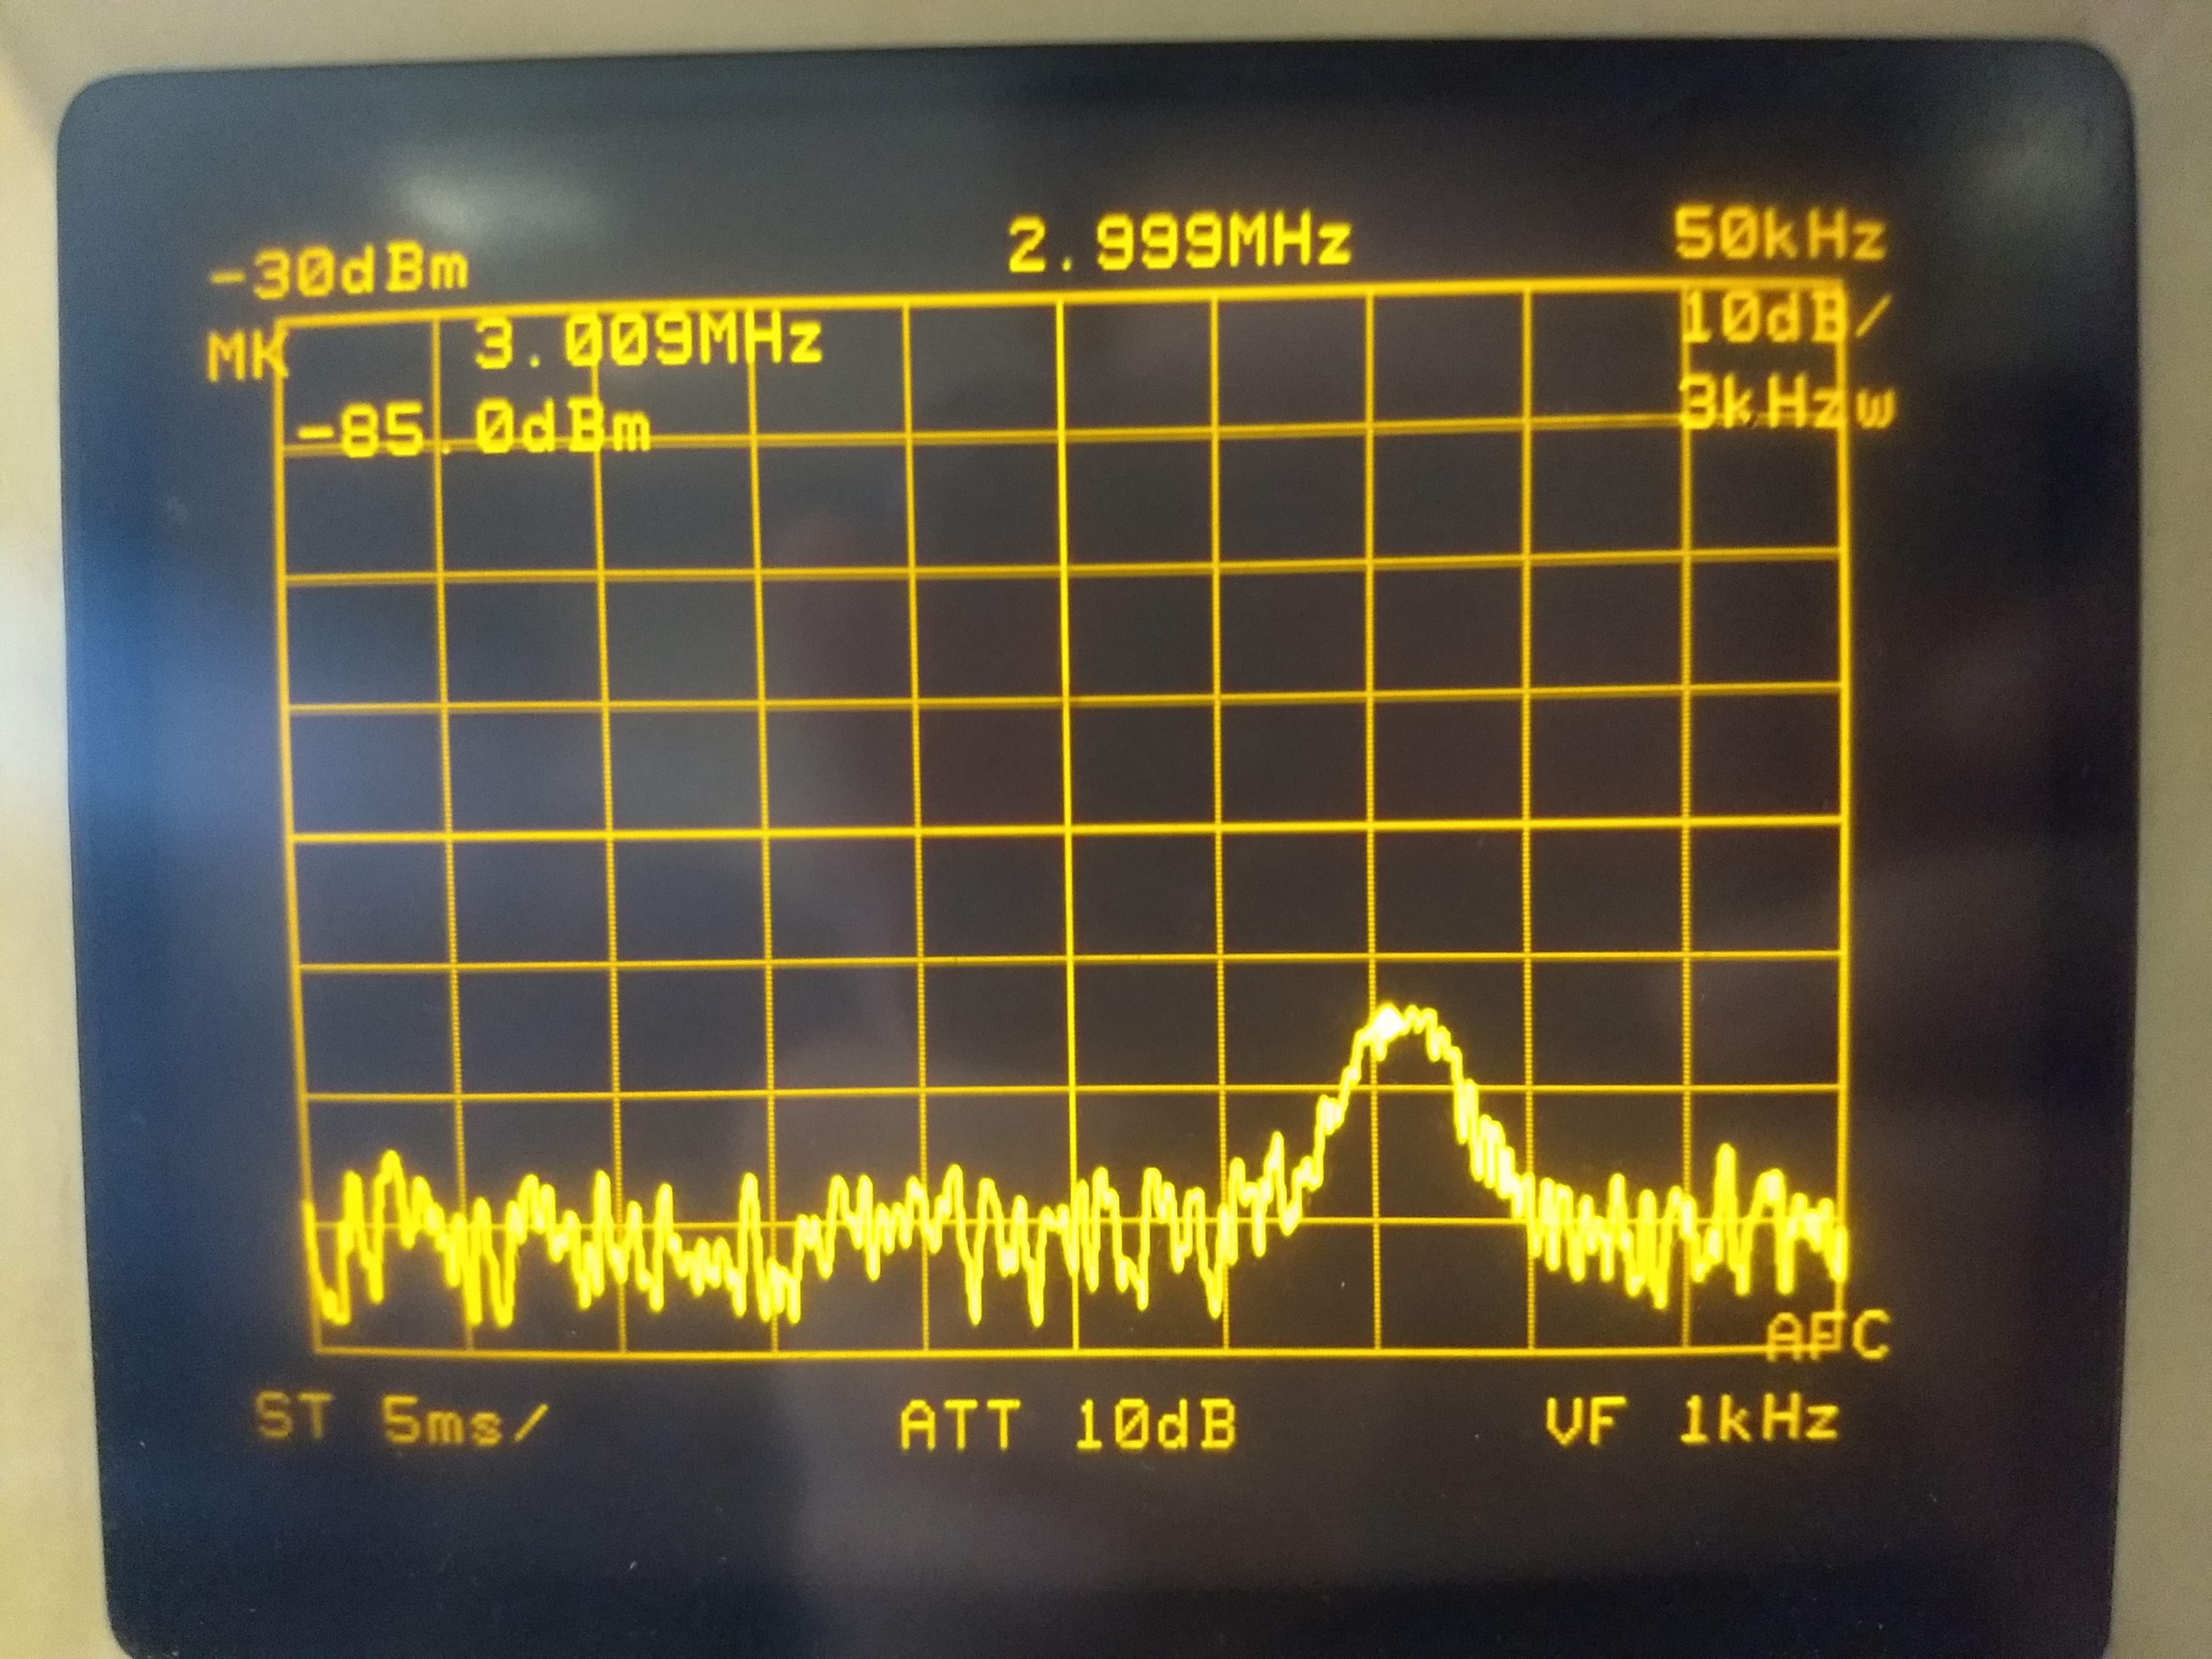 -30dBm 2.999MHz 50kHz
MK 3.009MHz 10dB/
-85.0dBm 3kHzw
AFC
ST 5ms/ ATT 10dB VF 1kHz